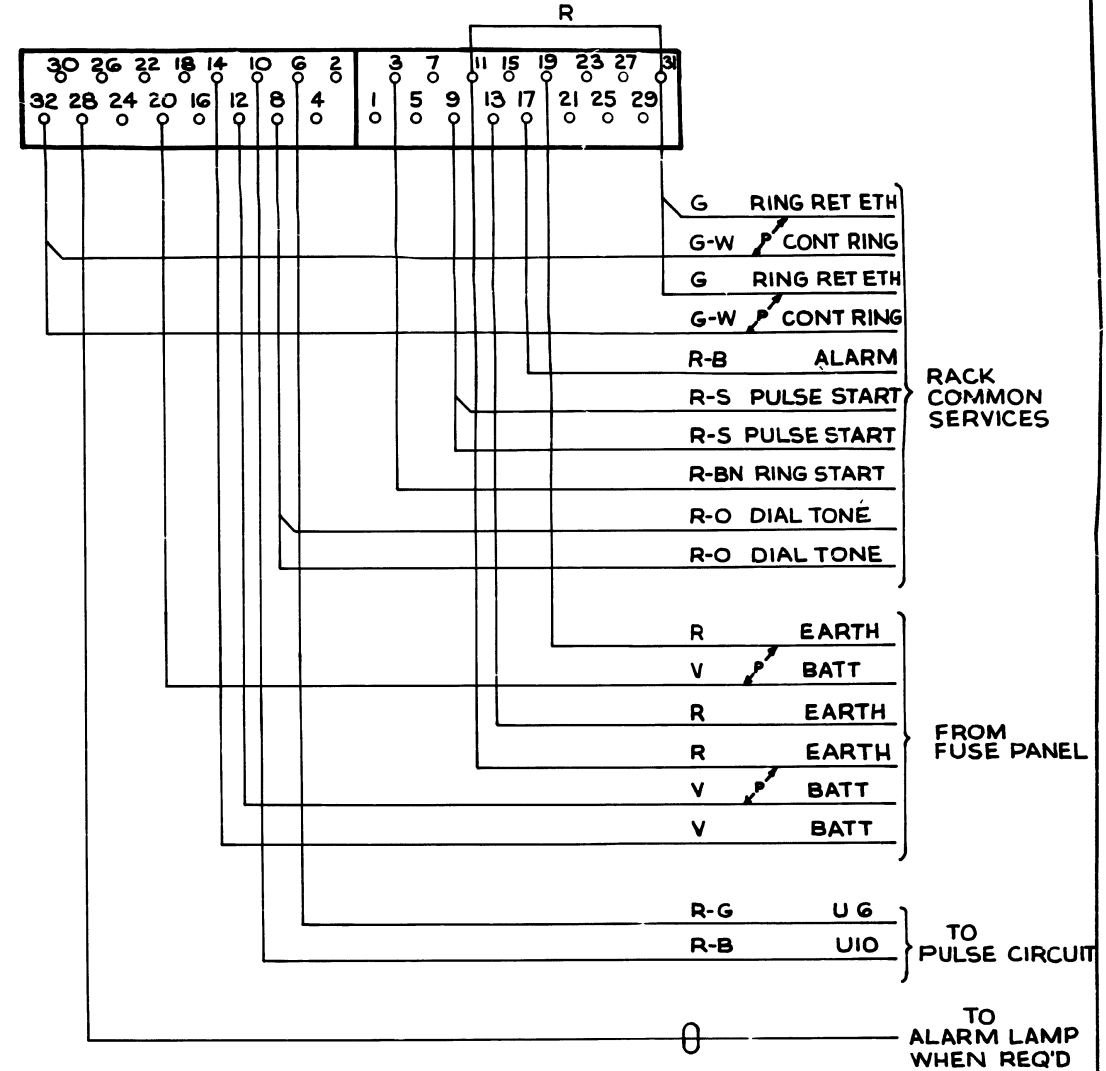 R
30 26 22 18 14 10 6 2 3 7 11 15 19 23 27 31
32 28 24 20 16 12 8 4 1 5 9 13 17 21 25 29
G RING RET ETH
P
G-W CONT RING
G RING RET ETH
P
G-W CONT RING
R-B ALARM
R-S PULSE START
R-S PULSE START
R-BN RING START
R-O DIAL TONE
R-O DIAL TONE
RACK
COMMON
SERVICES
R EARTH
P
V BATT
R EARTH
R EARTH
P
V BATT
V BATT
FROM
FUSE PANEL
R-G U6
R-B U10
TO
PULSE CIRCUIT
TO
ALARM LAMP
WHEN REQ'D